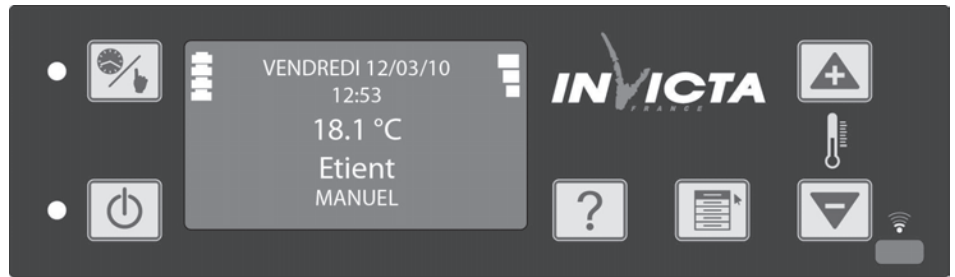 VENDREDI 12/03/10
12:53
18.1 °C
Etient
MANUEL
INVICTA
FRANCE
?